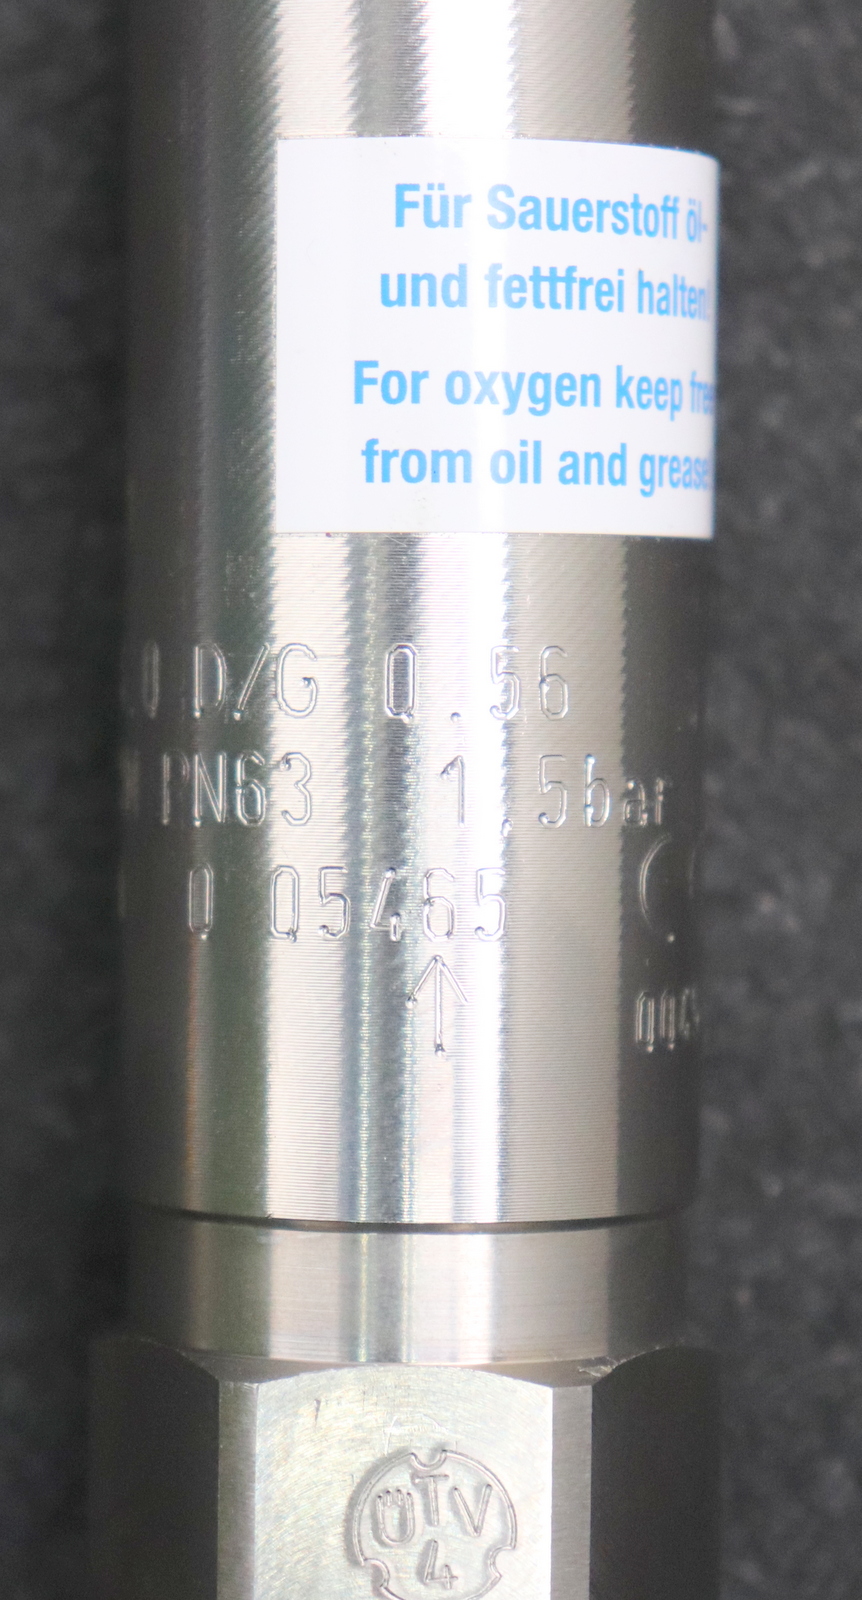 Für Sauerstoff öl-
und fettfrei halten!
For oxygen keep free
from oil and grease!
D/G 0.56
PN63 1.5bar
0 05465
TÜV
4